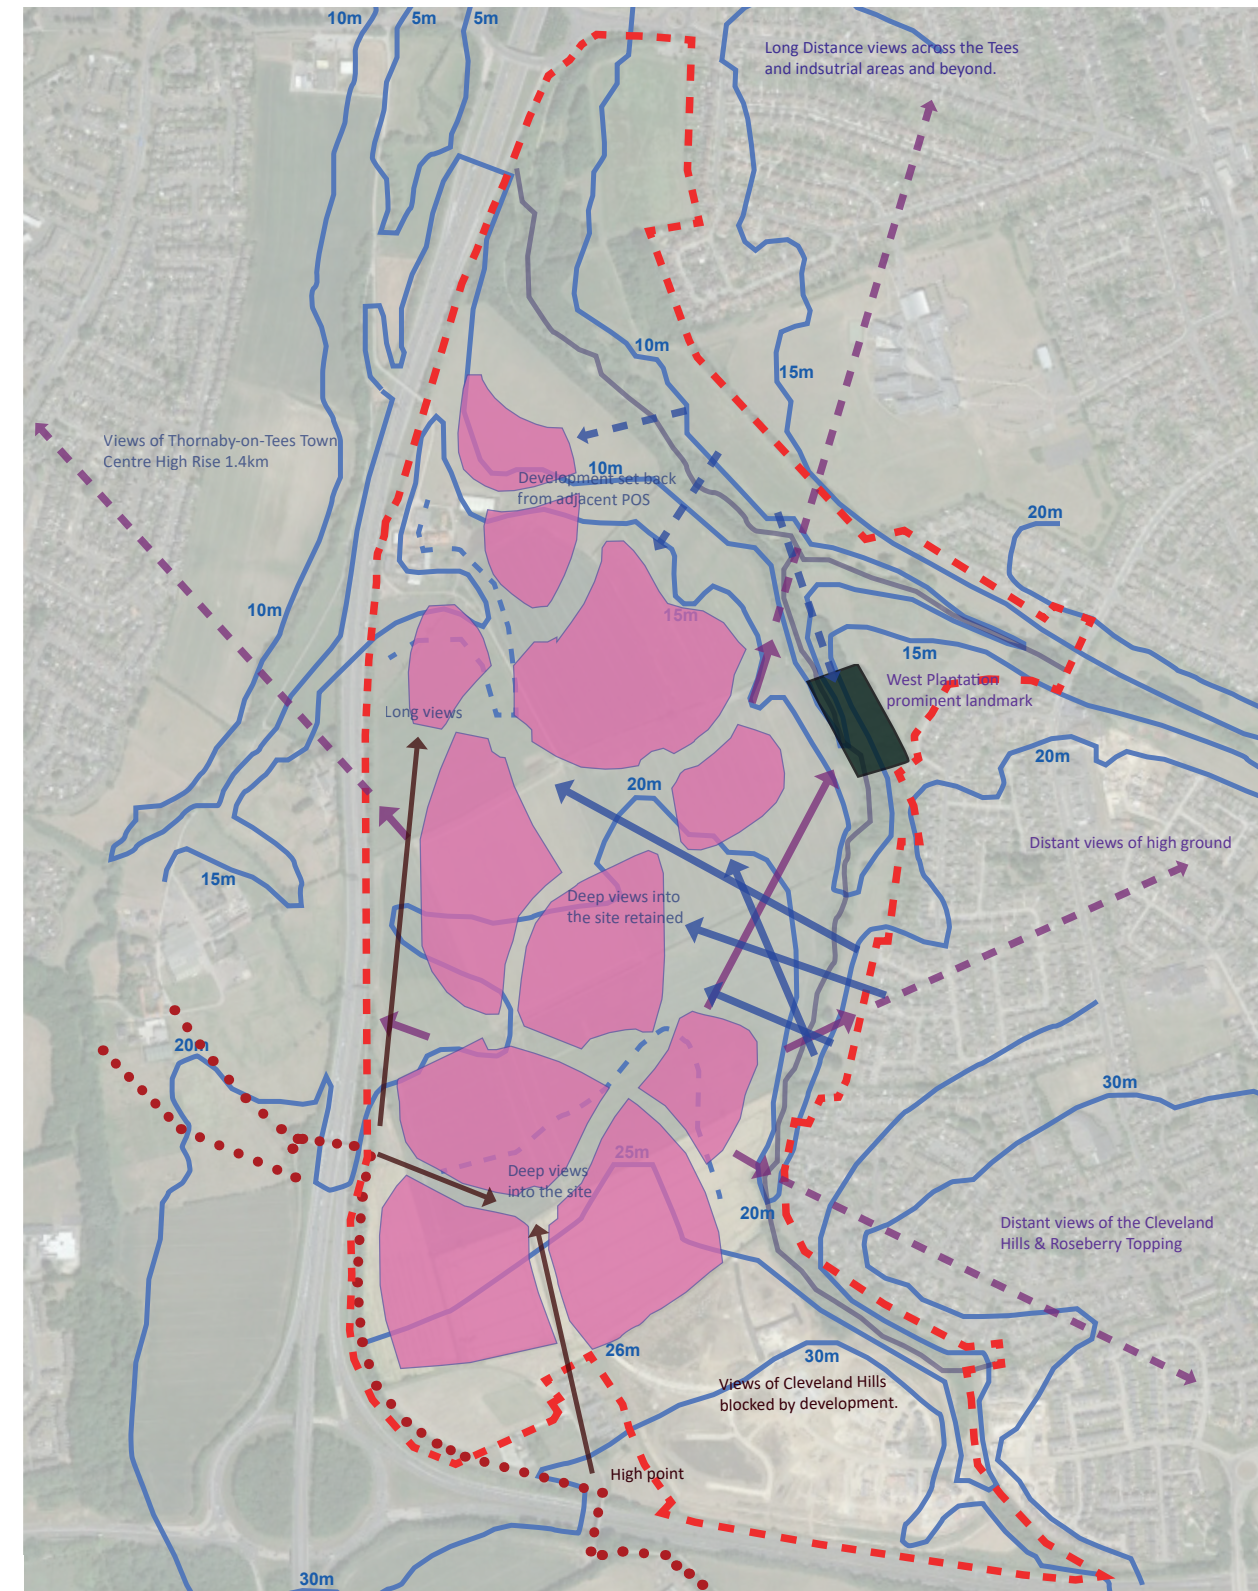 10m
5m
5m
Long Distance views across the Tees
and indsutrial areas and beyond.
10m
15m
Views of Thornaby-on-Tees Town
Centre High Rise 1.4km
10m
Development set back
from adjacent POS
20m
10m
15m
15m
West Plantation
prominent landmark
Long views
20m
20m
Distant views of high ground
15m
Deep views into
the site retained
20m
30m
25m
Deep views
into the site
20m
Distant views of the Cleveland
Hills & Roseberry Topping
26m
30m
Views of Cleveland Hills
blocked by development.
High point
30m